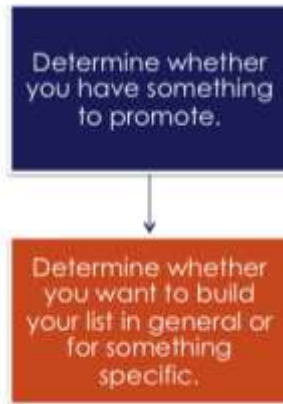 Determine whether
you have something
to promote.
Determine whether
you want to build
your list in general or
for something
specific.